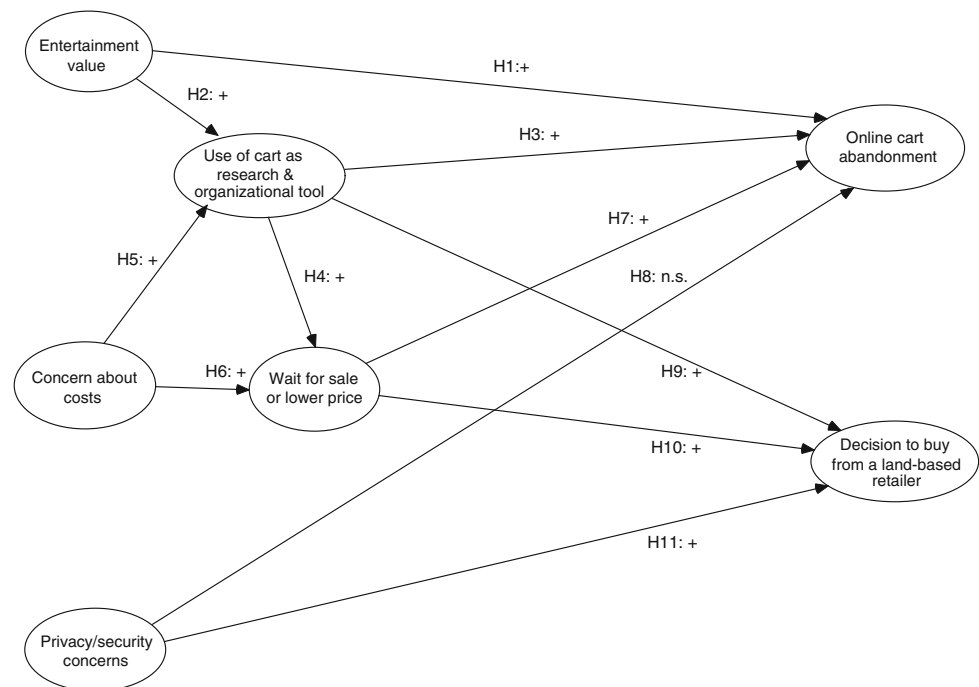 Entertainment
value
H1:+
H2: +
Use of cart as
research &
organizational tool
H3: +
Online cart
abandonment
H7: +
H5: +
H4: +
H8: n.s.
Concern about
costs
H6: +
Wait for sale
or lower price
H9: +
H10: +
Decision to buy
from a land-based
retailer
H11: +
Privacy/security
concerns